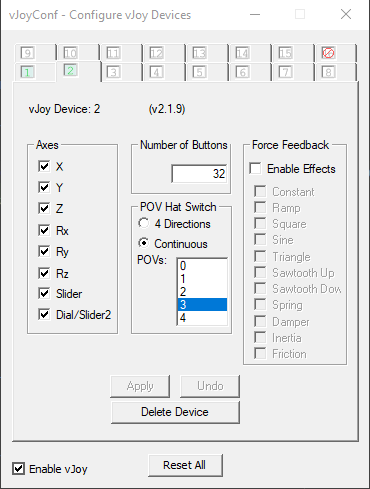 vJoyConf - Configure vJoy Devices
9 10 11 12 13 14 15
1 2 3 4 5 6 7 8
vJoy Device: 2 (v2.1.9)
Axes
X
Y
Z
Rx
Ry
Rz
Slider
Dial/Slider2
Number of Buttons
32
POV Hat Switch
4 Directions
Continuous
POVs:
0
1
2
3
4
Force Feedback
Enable Effects
Constant
Ramp
Square
Sine
Triangle
Sawtooth Up
Sawtooth Dow
Spring
Damper
Inertia
Friction
Apply Undo
Delete Device
Enable vJoy Reset All